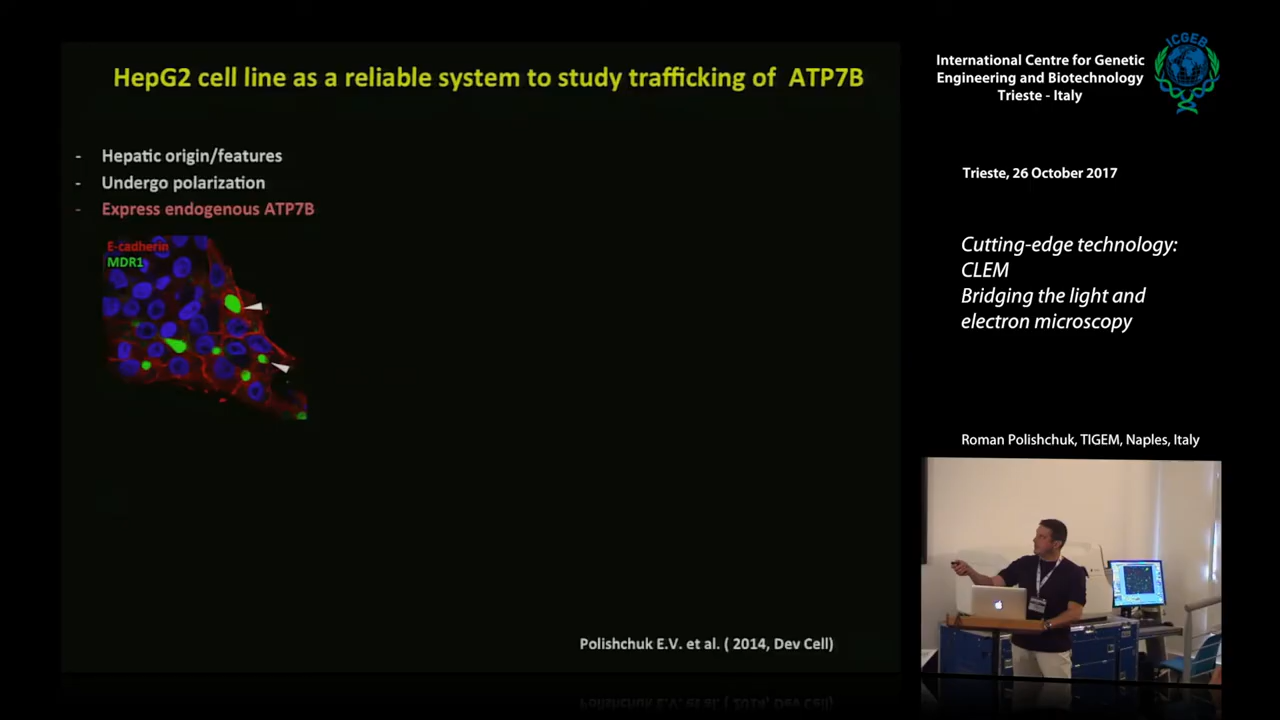 HepG2 cell line as a reliable system to study trafficking of ATP7B
- Hepatic origin/features
- Undergo polarization
- Express endogenous ATP7B
E-cadherin
MDR1
Polishchuk E.V. et al. ( 2014, Dev Cell)
International Centre for Genetic
Engineering and Biotechnology
Trieste - Italy
ICGEB
Trieste, 26 October 2017
Cutting-edge technology:
CLEM
Bridging the light and
electron microscopy
Roman Polishchuk, TIGEM, Naples, Italy